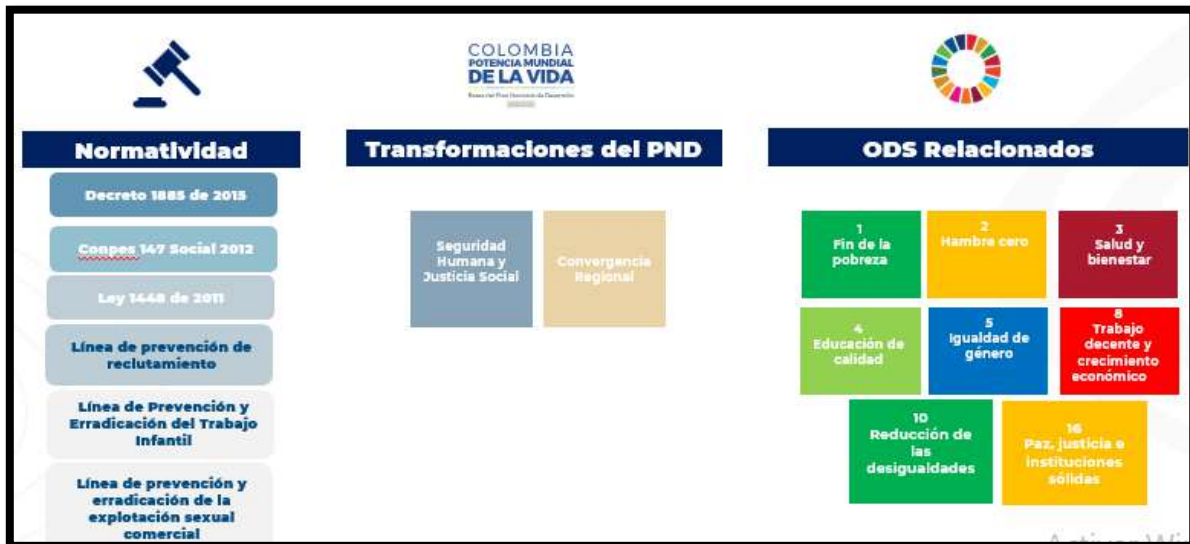 COLOMBIA
POTENCIA MUNDIAL
DE LA VIDA
Normatividad
Decreto 1885 de 2015
Conpes 147 Social 2012
Ley 1448 de 2011
Línea de prevención de
reclutamiento
Línea de Prevención y
Erradicación del Trabajo
Infantil
Línea de prevención y
erradicación de la
explotación sexual
comercial
Transformaciones del PND
Seguridad
Humana y
Justicia Social
Convergencia
Regional
ODS Relacionados
1
Fin de la
pobreza
2
Hambre cero
3
Salud y
bienestar
4
Educación de
calidad
5
Igualdad de
género
8
Trabajo
decente y
crecimiento
económico
10
Reducción de
las
desigualdades
16
Paz, justicia e
instituciones
sólidas